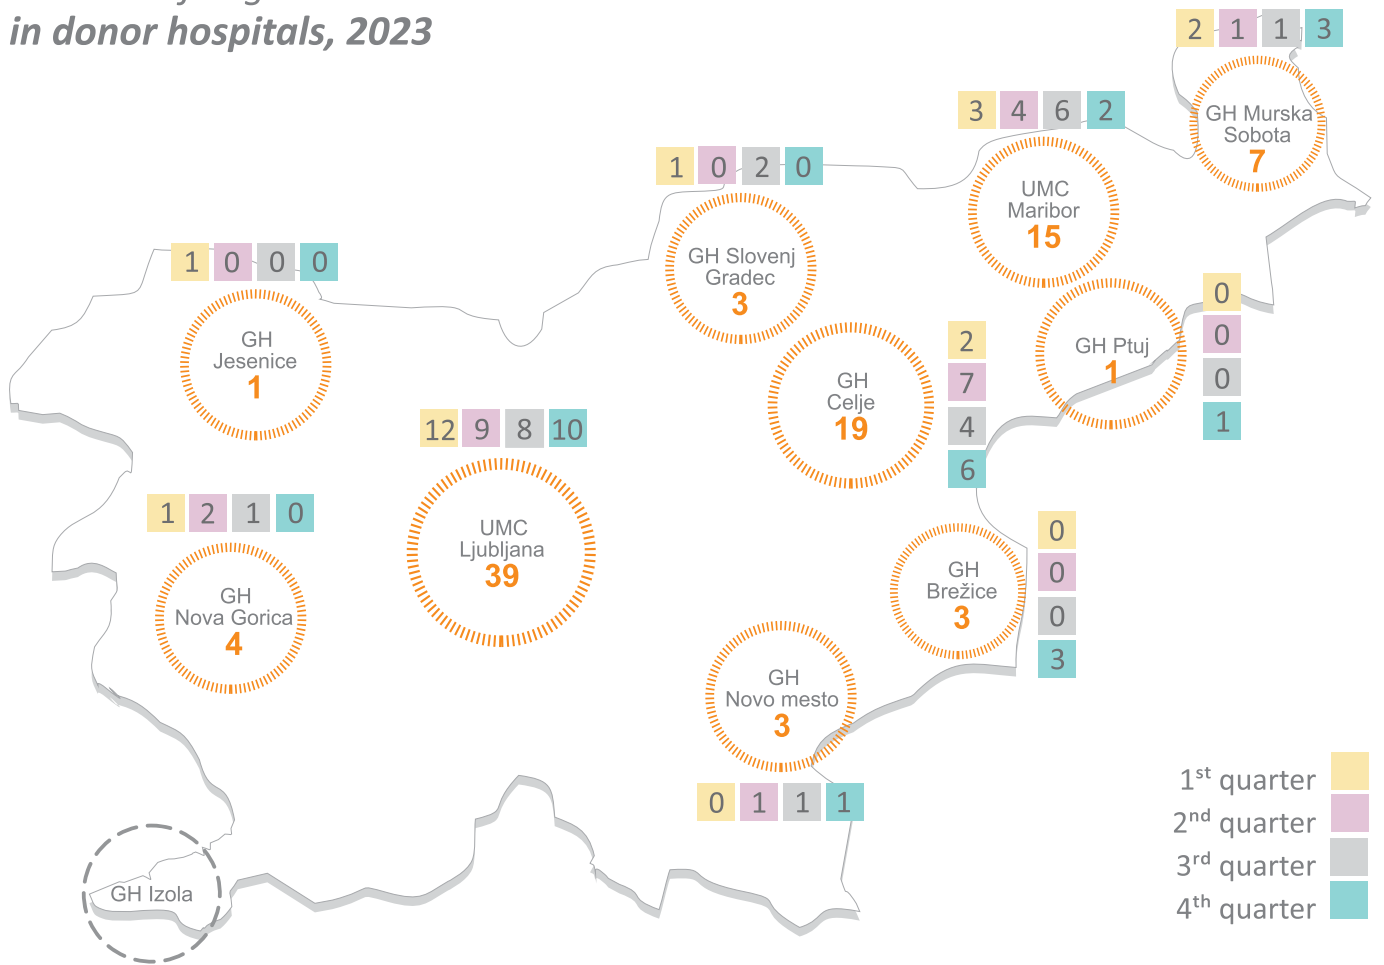 in donor hospitals, 2023
2 1 1 3
GH Murska
Sobota
7
3 4 6 2
UMC
Maribor
15
1 0 2 0
GH Slovenj
Gradec
3
1 0 0 0
GH
Jesenice
1
0
0
0
1
GH Ptuj
1
2
7
4
6
GH
Celje
19
12 9 8 10
UMC
Ljubljana
39
1 2 1 0
GH
Nova Gorica
4
0
0
0
3
GH
Brežice
3
GH
Novo mesto
3
0 1 1 1
GH Izola
1st quarter
2nd quarter
3rd quarter
4th quarter